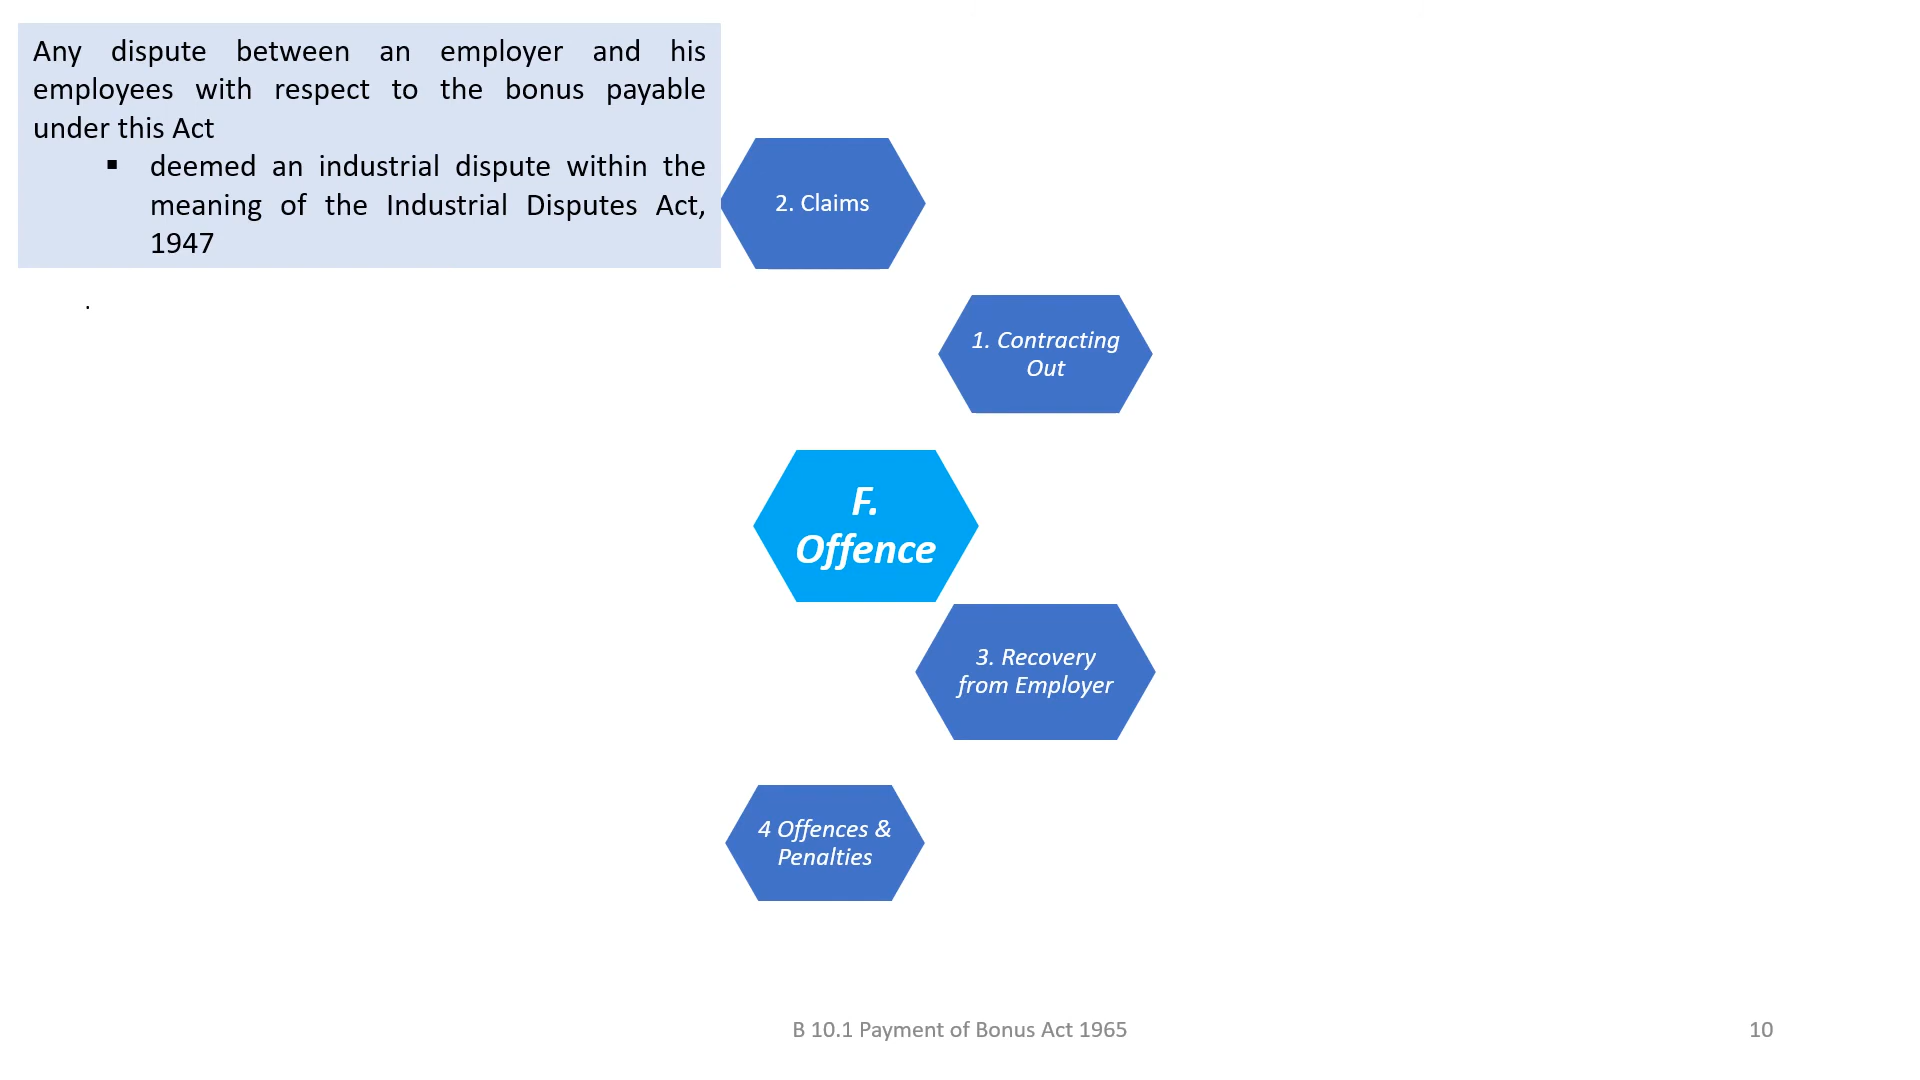 Any dispute between an employer and his
employees with respect to the bonus payable
under this Act
▪ deemed an industrial dispute within the
meaning of the Industrial Disputes Act,
1947
.
2. Claims
1. Contracting
Out
F.
Offence
3. Recovery
from Employer
4 Offences &
Penalties
B 10.1 Payment of Bonus Act 1965
10